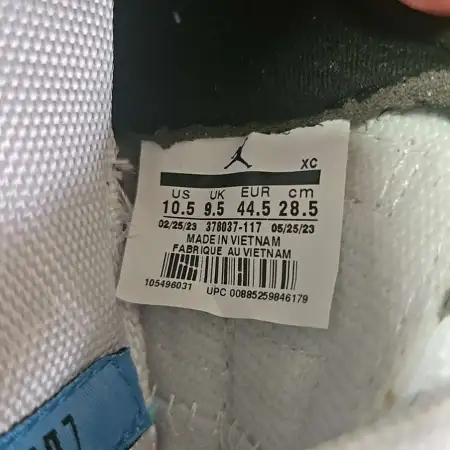 XC
US UK EUR cm
10.5 9.5 44.5 28.5
02/25/23 378037-117 05/25/23
MADE IN VIETNAM
FABRIQUE AU VIETNAM
105496031 UPC 00885259846179